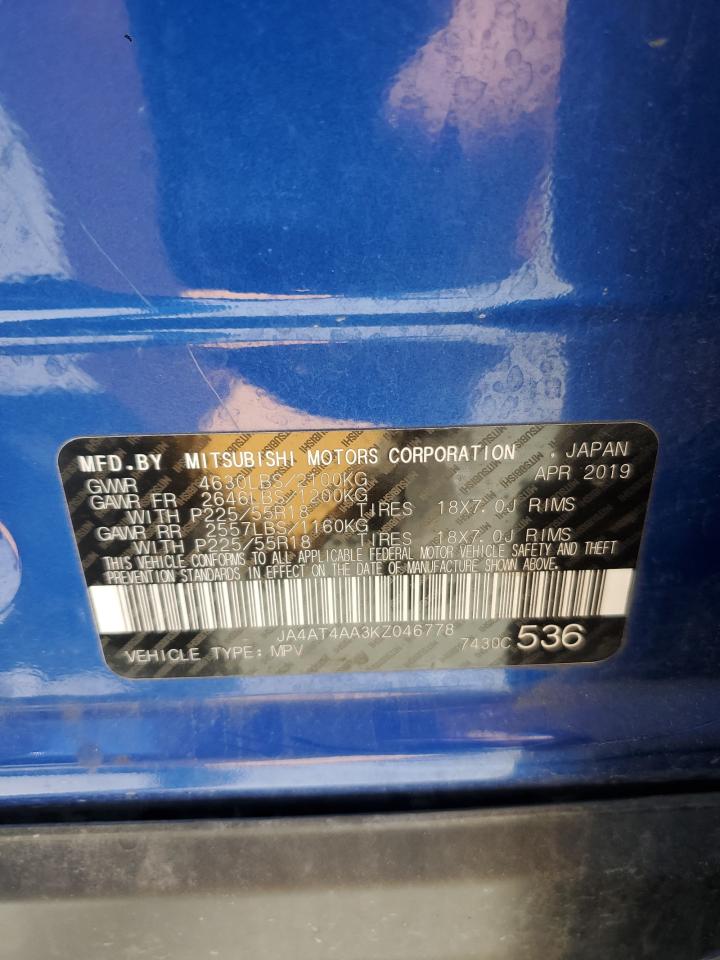 MFD.BY MITSUBISHI MOTORS CORPORATION , JAPAN
GVWR 4630LBS/2100KG APR 2019
GAWR FR 2646LBS/1200KG
WITH P225/55R18 TIRES 18X7.0J RIMS
GAWR RR 2557LBS/1160KG
WITH P225/55R18 TIRES 18X7.0J RIMS
THIS VEHICLE CONFORMS TO ALL APPLICABLE FEDERAL MOTOR VEHICLE SAFETY AND THEFT
PREVENTION STANDARDS IN EFFECT ON THE DATE OF MANUFACTURE SHOWN ABOVE.
JA4AT4AA3KZ046778
VEHICLE TYPE: MPV 7430C 536